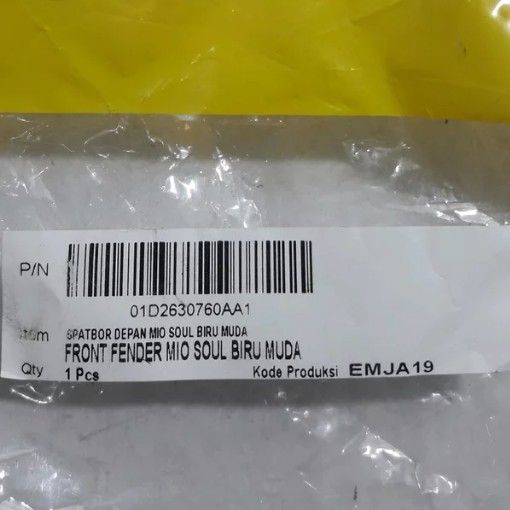 P/N
01D2630760AA1
Item SPATBOR DEPAN MIO SOUL BIRU MUDA
FRONT FENDER MIO SOUL BIRU MUDA
Qty 1 Pcs Kode Produksi EMJA19